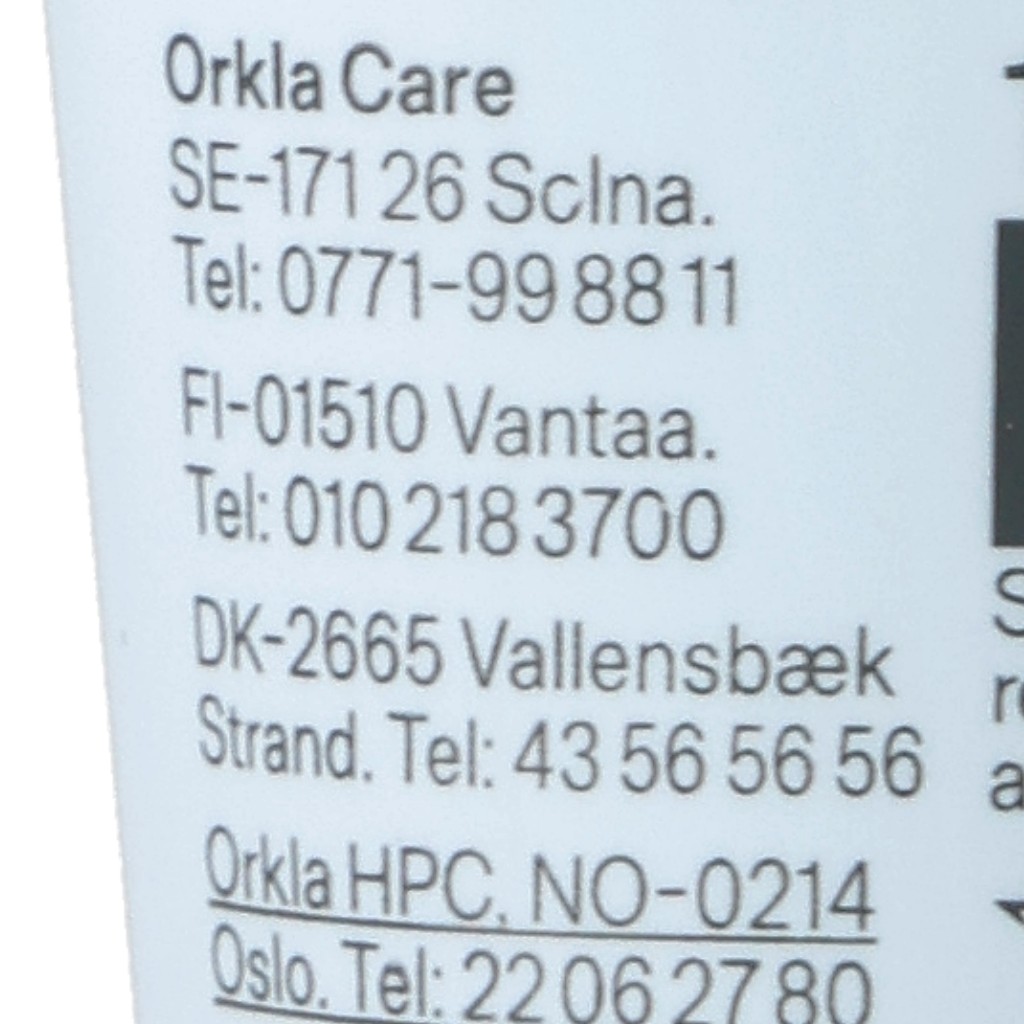 Orkla Care
SE-171 26 Sclna.
Tel: 0771-99 88 11
FI-01510 Vantaa.
Tel: 010 218 3700
DK-2665 Vallensbæk
Strand. Tel: 43 56 56 56
Orkla HPC. NO-0214
Oslo. Tel: 22 06 27 80